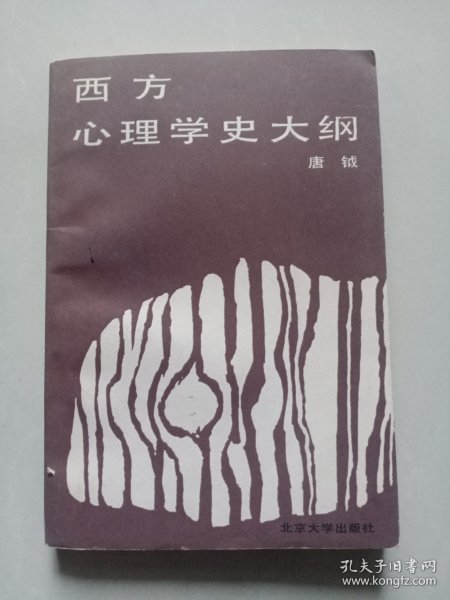 西方
心理学史大纲
唐钺
北京大学出版社
孔夫子旧书网
www.kongfz.com